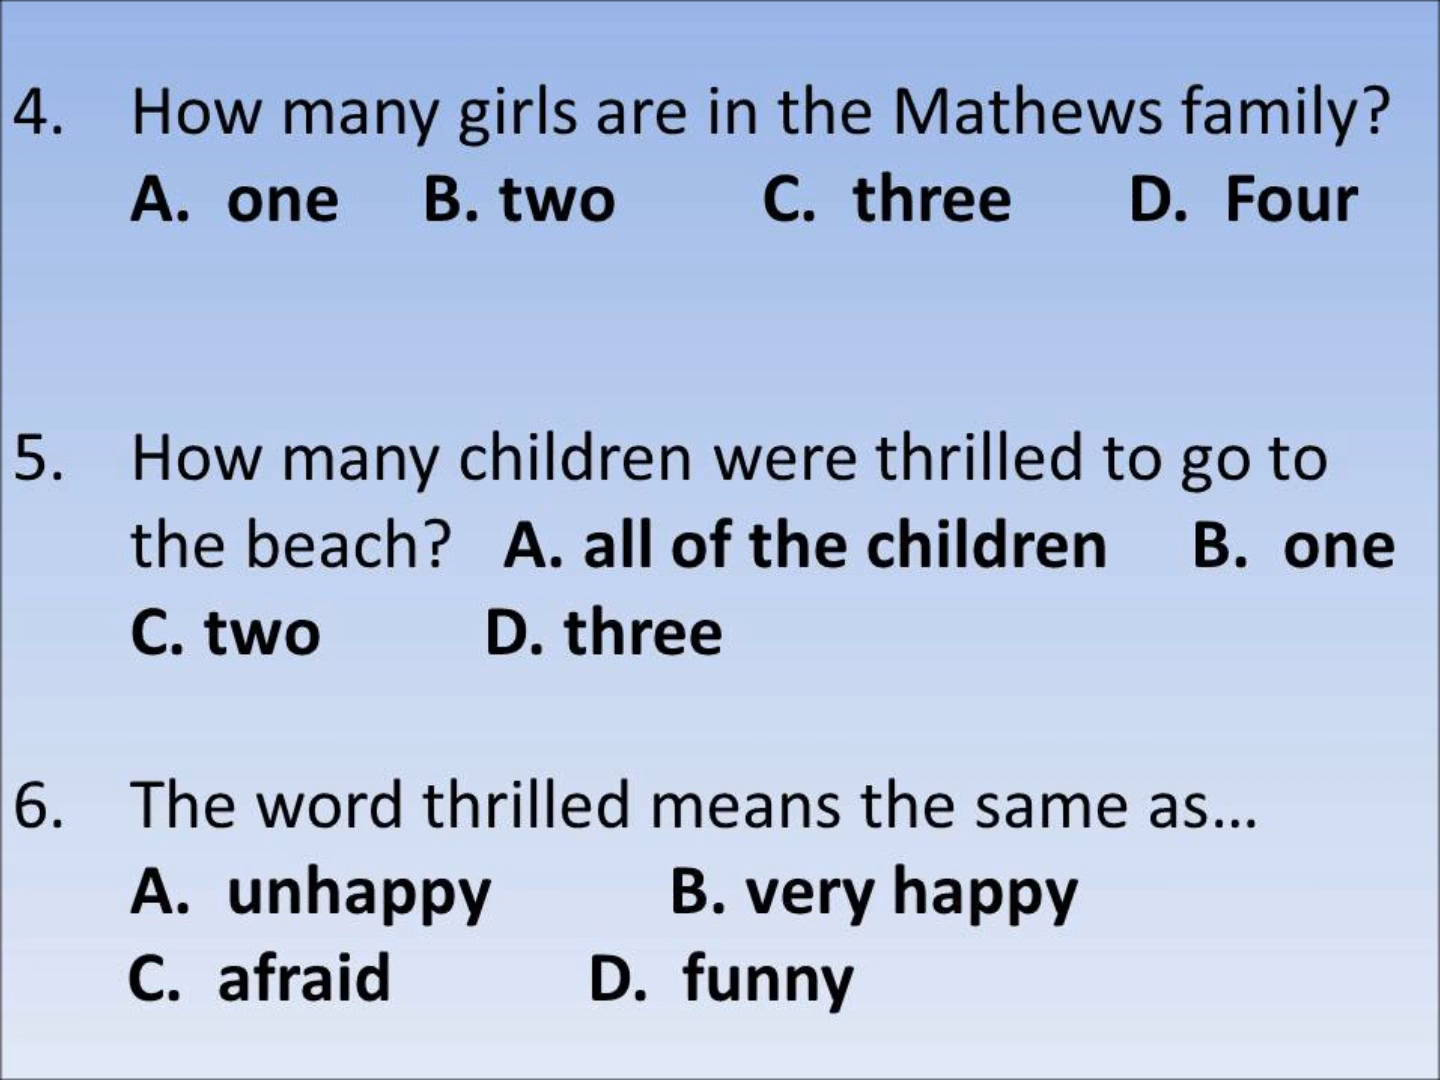 4. How many girls are in the Mathews family?
A. one B. two C. three D. Four
5. How many children were thrilled to go to
the beach? A. all of the children B. one
C. two D. three
6. The word thrilled means the same as...
A. unhappy B. very happy
C. afraid D. funny